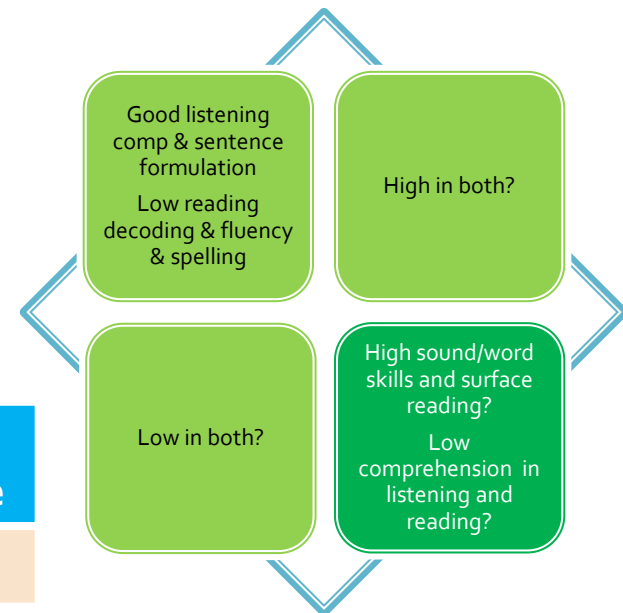 Good listening
comp & sentence
formulation
Low reading
decoding & fluency
& spelling
High in both?
Low in both?
High sound/word
skills and surface
reading?
Low
comprehension in
listening and
reading?
e